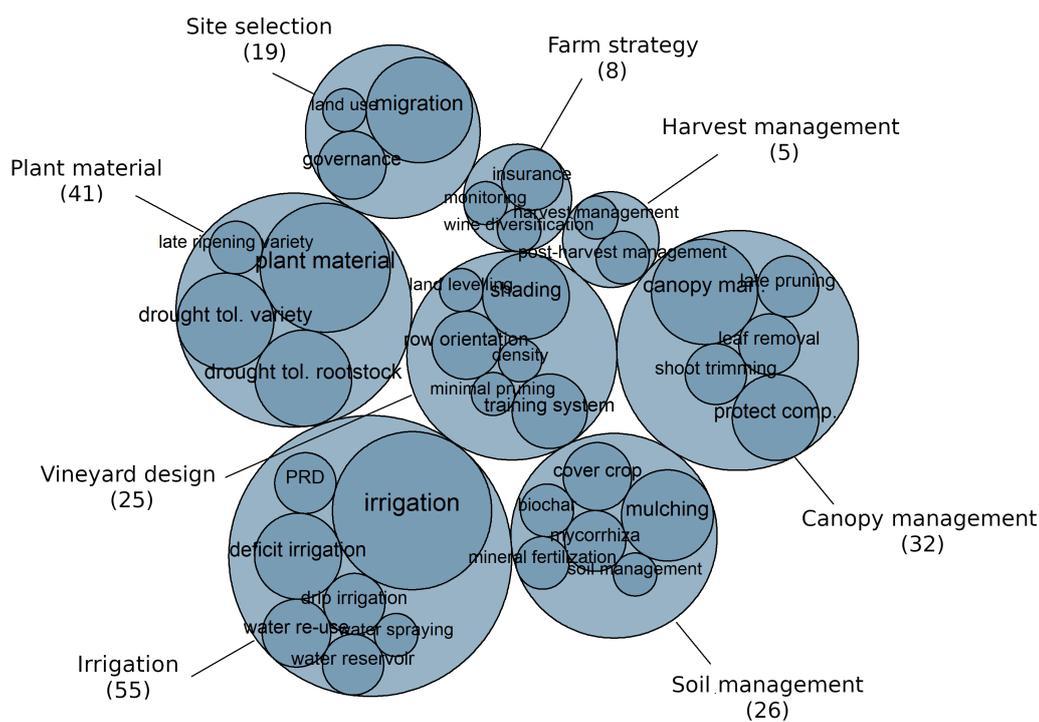 Site selection
(19)
land use
migration
governance
Farm strategy
(8)
insurance
monitoring
wine diversification
Harvest management
(5)
harvest management
post-harvest management
Plant material
(41)
late ripening variety
plant material
drought tol. variety
drought tol. rootstock
land levelling
shading
row orientation
density
minimal pruning
training system
Vineyard design
(25)
canopy man.
late pruning
leaf removal
shoot trimming
protect comp.
Canopy management
(32)
PRD
irrigation
deficit irrigation
drip irrigation
water re-use
water spraying
water reservoir
Irrigation
(55)
cover crop
biochar
mulching
mycorrhiza
mineral fertilization
soil management
Soil management
(26)